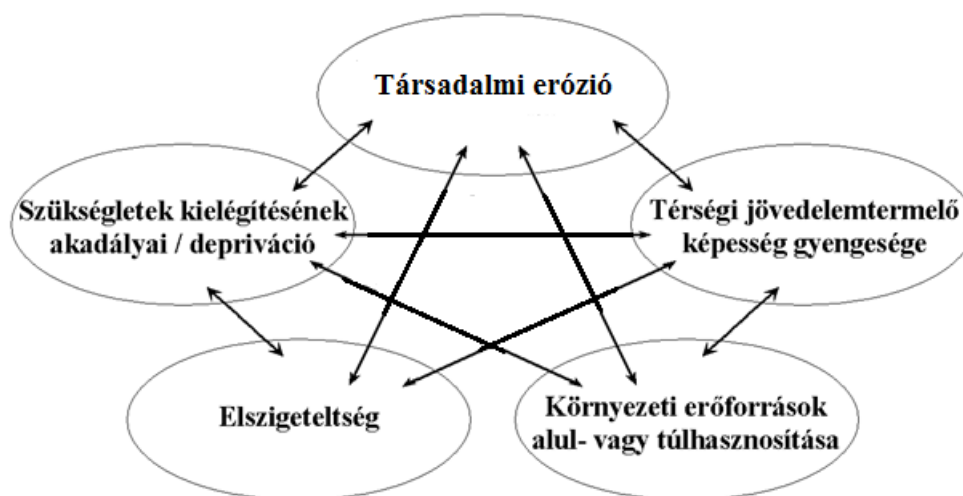 Társadalmi erózió
Szükségletek kielégítésének
akadályai / depriváció
Térségi jövedelemtermelő
képesség gyengesége
Elszigeteltség
Környezeti erőforrások
alul- vagy túlhasznosítása